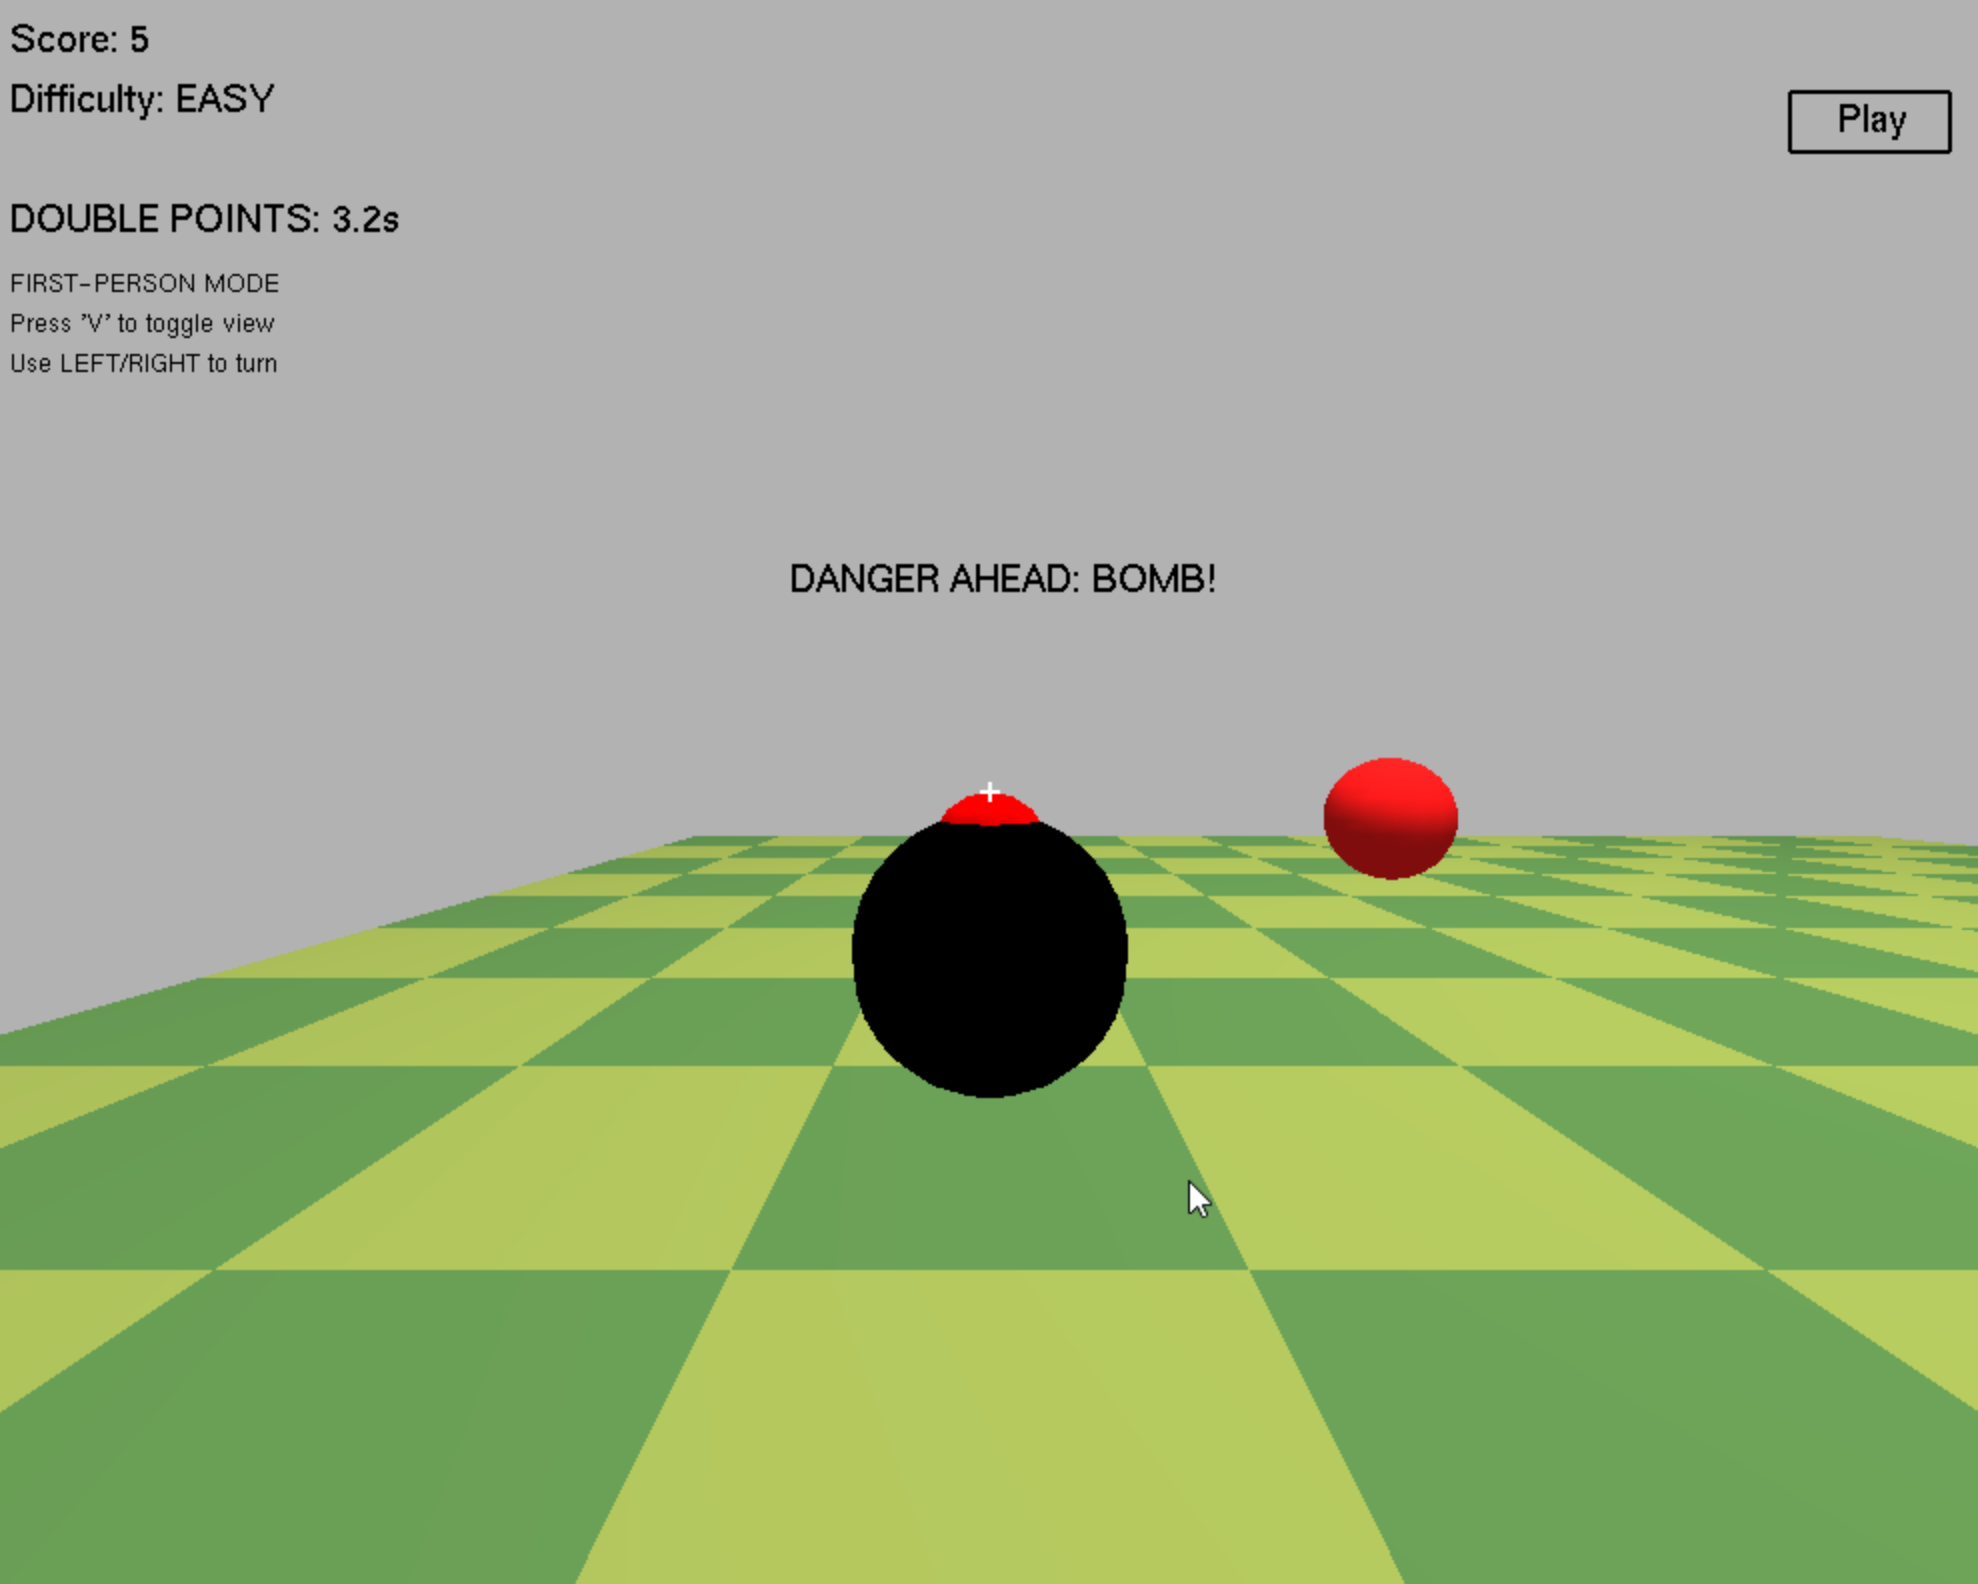 Score: 5
Difficulty: EASY
Play
DOUBLE POINTS: 3.2s
FIRST-PERSON MODE
Press 'V' to toggle view
Use LEFT/RIGHT to turn
DANGER AHEAD: BOMB!